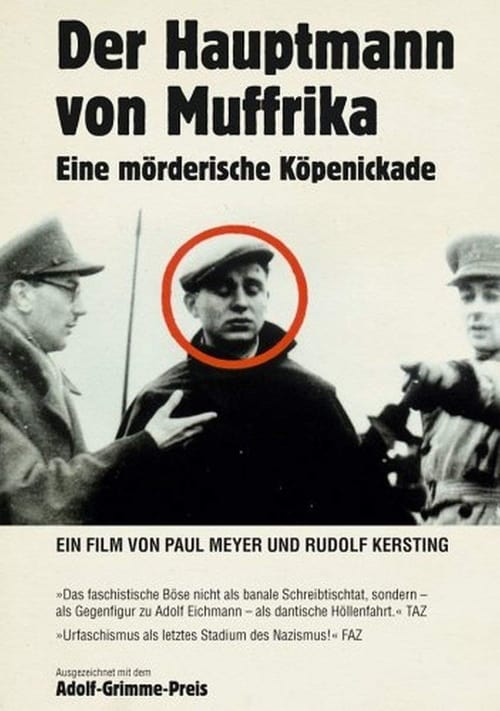 Der Hauptmann
von Muffrika
Eine mörderische Köpenickade
EIN FILM VON PAUL MEYER UND RUDOLF KERSTING
»Das faschistische Böse nicht als banale Schreibtischtat, sondern –
als Gegenfigur zu Adolf Eichmann – als dantische Höllenfahrt.« TAZ
»Urfaschismus als letztes Stadium des Nazismus!« FAZ
Ausgezeichnet mit dem
Adolf-Grimme-Preis